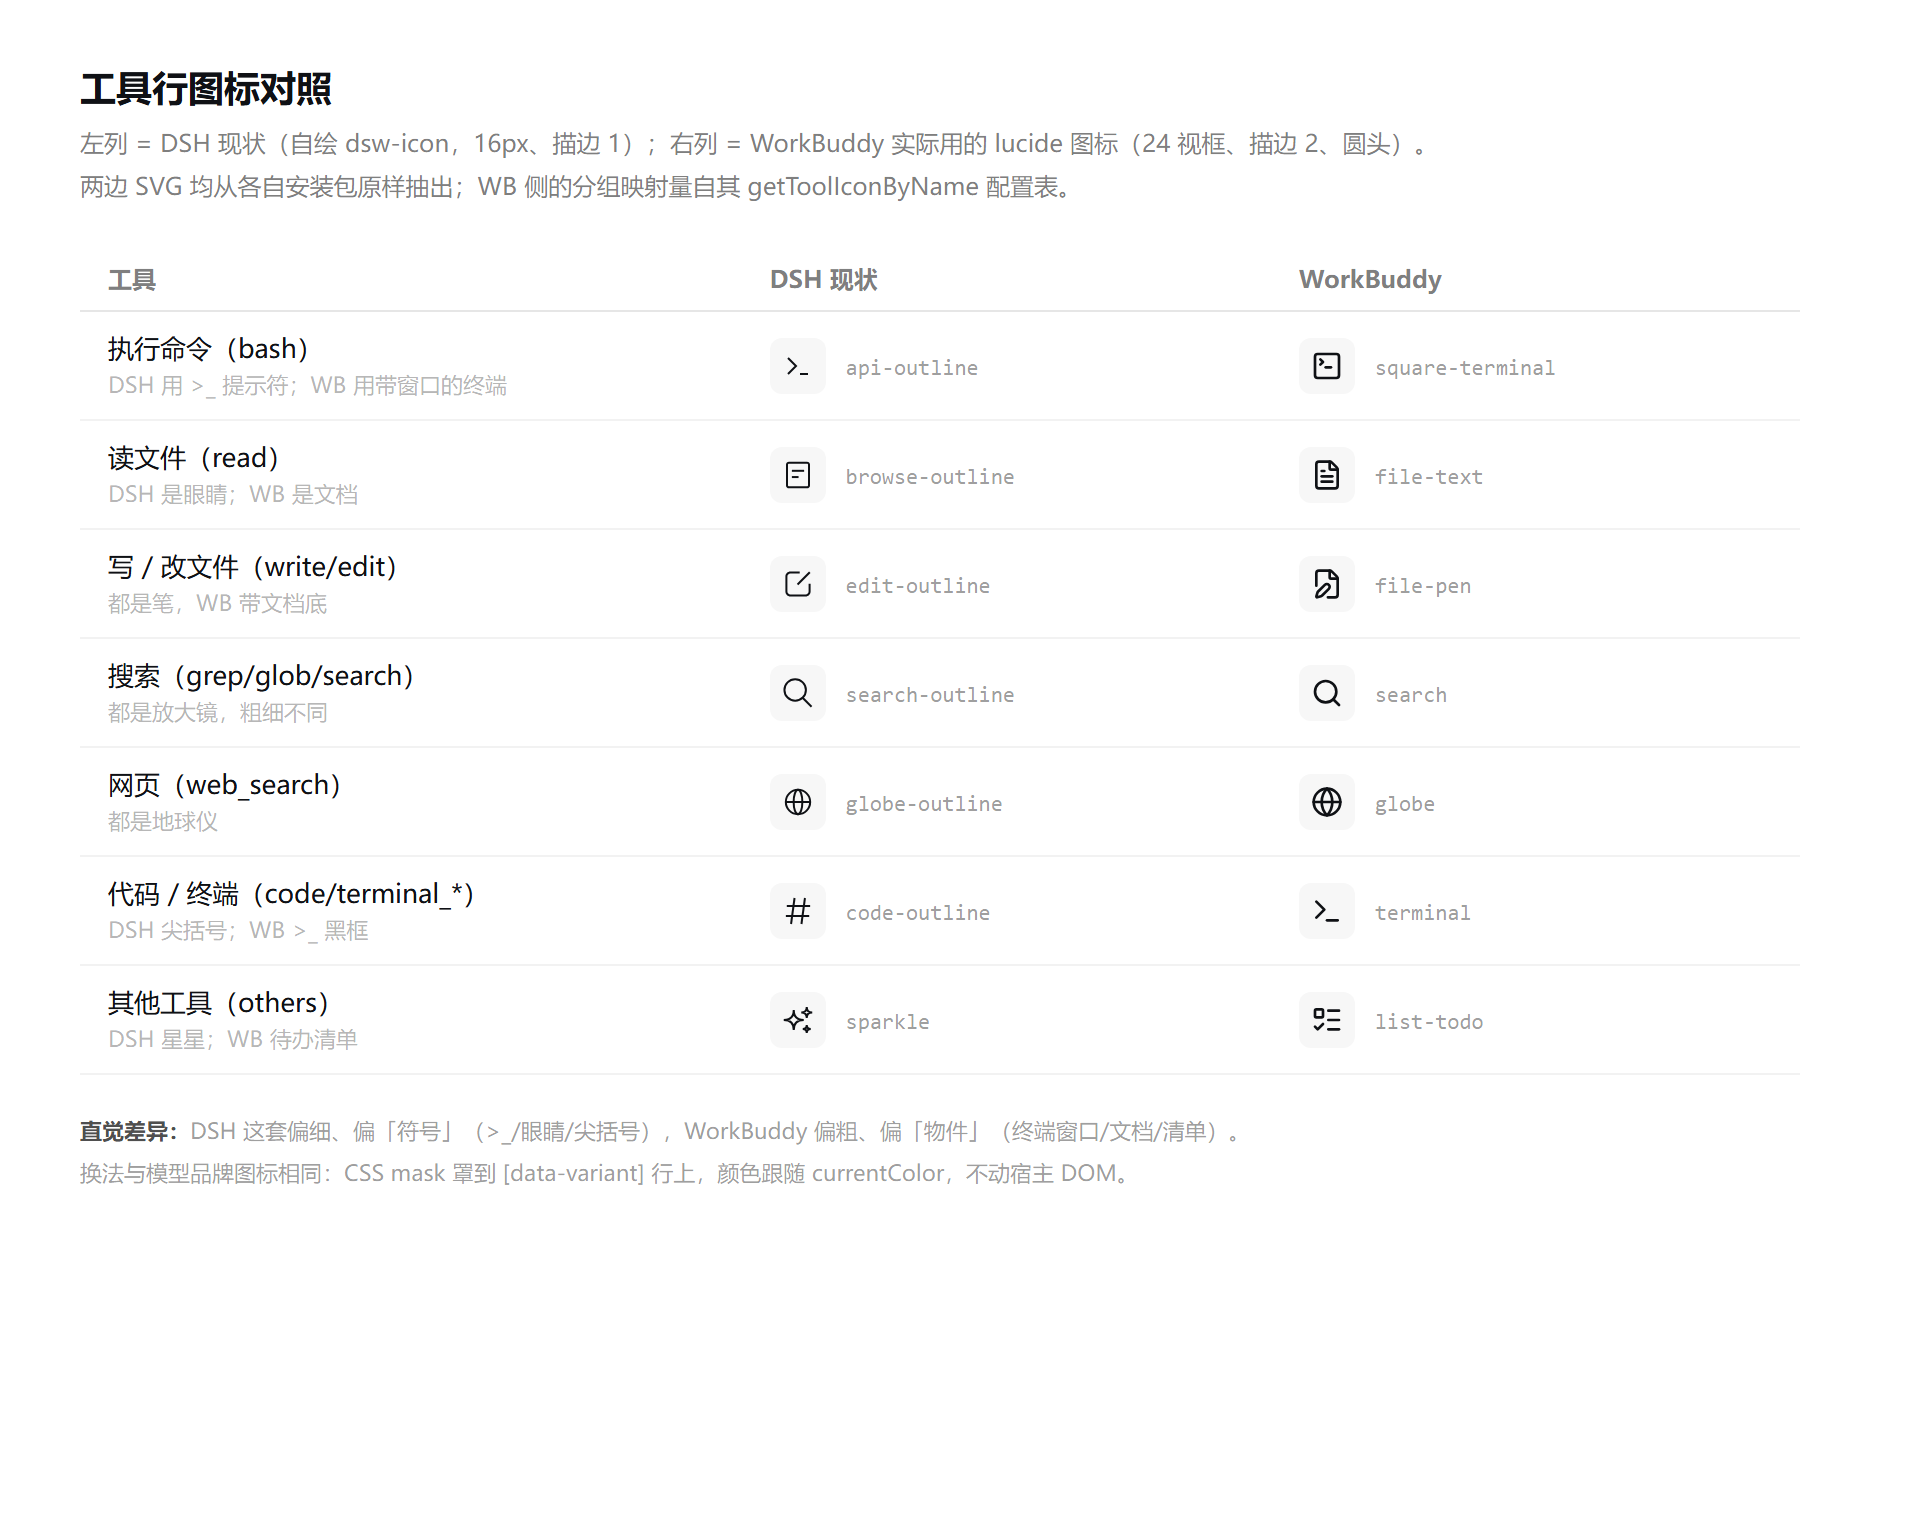 工具行图标对照
左列 = DSH 现状（自绘 dsw-icon，16px、描边 1）；右列 = WorkBuddy 实际用的 lucide 图标（24 视框、描边 2、圆头）。
两边 SVG 均从各自安装包原样抽出；WB 侧的分组映射量自其 getToolIconByName 配置表。
工具 DSH 现状 WorkBuddy
执行命令（bash）
DSH 用 >_ 提示符；WB 用带窗口的终端
api-outline square-terminal
读文件（read）
DSH 是眼睛；WB 是文档
browse-outline file-text
写 / 改文件（write/edit）
都是笔，WB 带文档底
edit-outline file-pen
搜索（grep/glob/search）
都是放大镜，粗细不同
search-outline search
网页（web_search）
都是地球仪
globe-outline globe
代码 / 终端（code/terminal_*）
DSH 尖括号；WB >_ 黑框
code-outline terminal
其他工具（others）
DSH 星星；WB 待办清单
sparkle list-todo
直觉差异：DSH 这套偏细、偏「符号」（>_/眼睛/尖括号），WorkBuddy 偏粗、偏「物件」（终端窗口/文档/清单）。
换法与模型品牌图标相同：CSS mask 罩到 [data-variant] 行上，颜色跟随 currentColor，不动宿主 DOM。